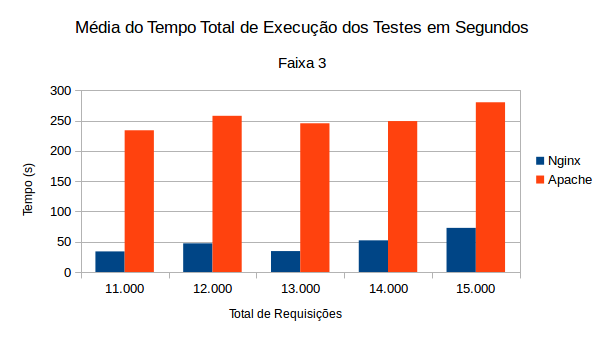 Média do Tempo Total de Execução dos Testes em Segundos
Faixa 3
300
250
200
150
100
50
0
Tempo (s)
11.000 12.000 13.000 14.000 15.000
Total de Requisições
Nginx
Apache